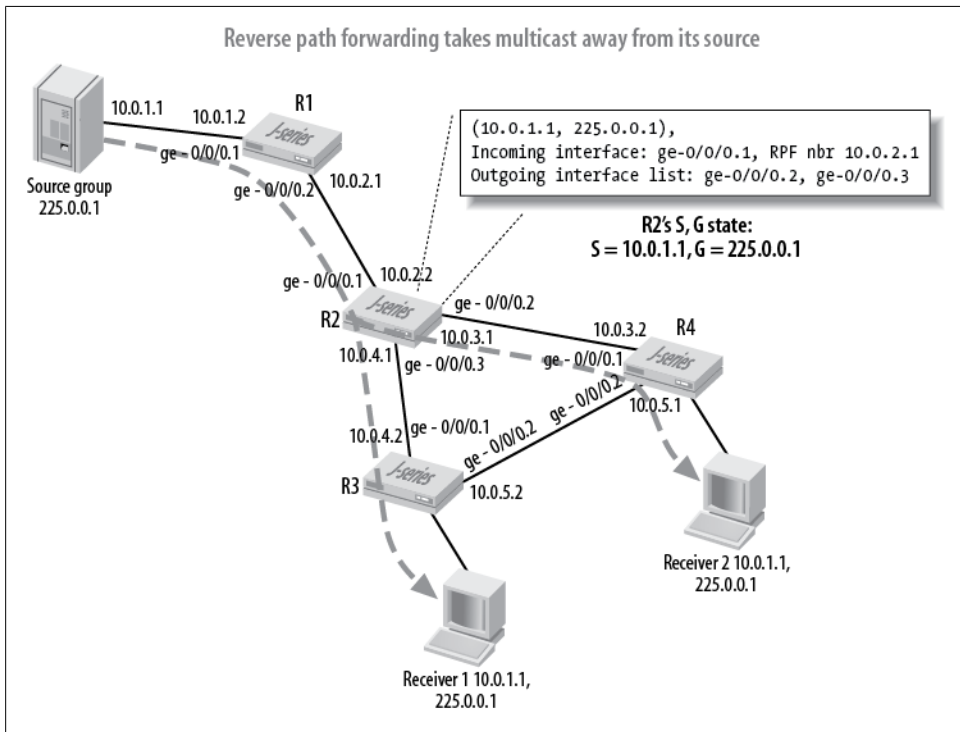 Reverse path forwarding takes multicast away from its source
10.0.1.1
10.0.1.2
R1
J-series
ge - 0/0/0.1
Source group
225.0.0.1
ge - 0/0/0.2
10.0.2.1
(10.0.1.1, 225.0.0.1),
Incoming interface: ge-0/0/0.1, RPF nbr 10.0.2.1
Outgoing interface list: ge-0/0/0.2, ge-0/0/0.3
R2's S, G state:
S = 10.0.1.1, G = 225.0.0.1
ge - 0/0/0.1
10.0.2.2
J-series
R2
ge - 0/0/0.2
10.0.3.1
10.0.3.2
R4
J-series
10.0.4.1
ge - 0/0/0.3
ge - 0/0/0.1
ge - 0/0/0.2
10.0.5.1
10.0.4.2
ge - 0/0/0.1
ge - 0/0/0.2
J-series
R3
10.0.5.2
Receiver 2 10.0.1.1,
225.0.0.1
Receiver 1 10.0.1.1,
225.0.0.1